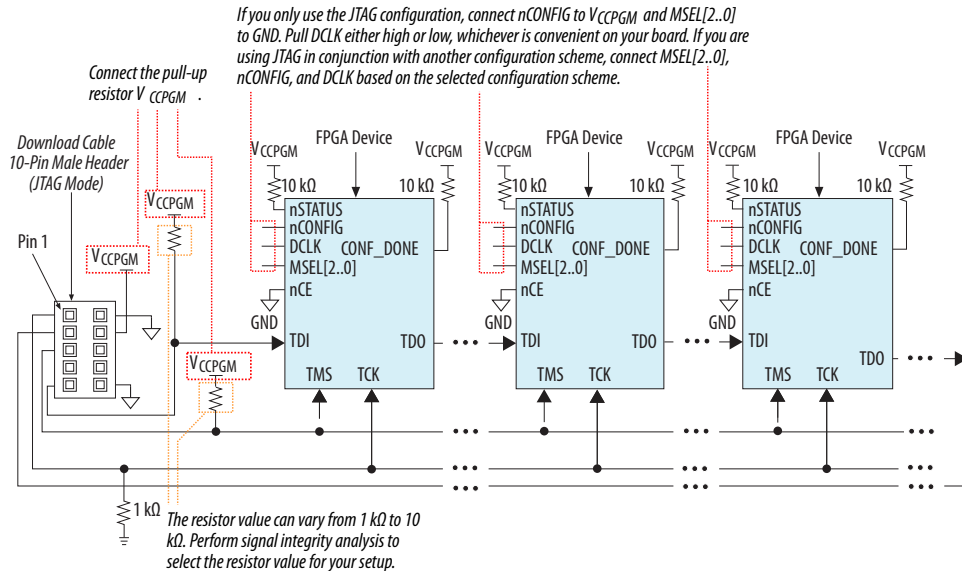 If you only use the JTAG configuration, connect nCONFIG to VCCPGM and MSEL[2..0]
to GND. Pull DCLK either high or low, whichever is convenient on your board. If you are
using JTAG in conjunction with another configuration scheme, connect MSEL[2..0],
nCONFIG, and DCLK based on the selected configuration scheme.
Connect the pull-up
resistor V CCPGM .
Download Cable
10-Pin Male Header
(JTAG Mode)
Pin 1
VCCPGM
VCCPGM
VCCPGM
VCCPGM
FPGA Device
VCCPGM
10 kΩ
10 kΩ
nSTATUS
nCONFIG
DCLK
CONF_DONE
MSEL[2..0]
nCE
GND
TDI
TDO
TMS
TCK
VCCPGM
FPGA Device
VCCPGM
10 kΩ
10 kΩ
nSTATUS
nCONFIG
DCLK
CONF_DONE
MSEL[2..0]
nCE
GND
TDI
TDO
TMS
TCK
VCCPGM
FPGA Device
VCCPGM
10 kΩ
10 kΩ
nSTATUS
nCONFIG
DCLK
CONF_DONE
MSEL[2..0]
nCE
GND
TDI
TDO
TMS
TCK
1 kΩ
The resistor value can vary from 1 kΩ to 10
kΩ. Perform signal integrity analysis to
select the resistor value for your setup.